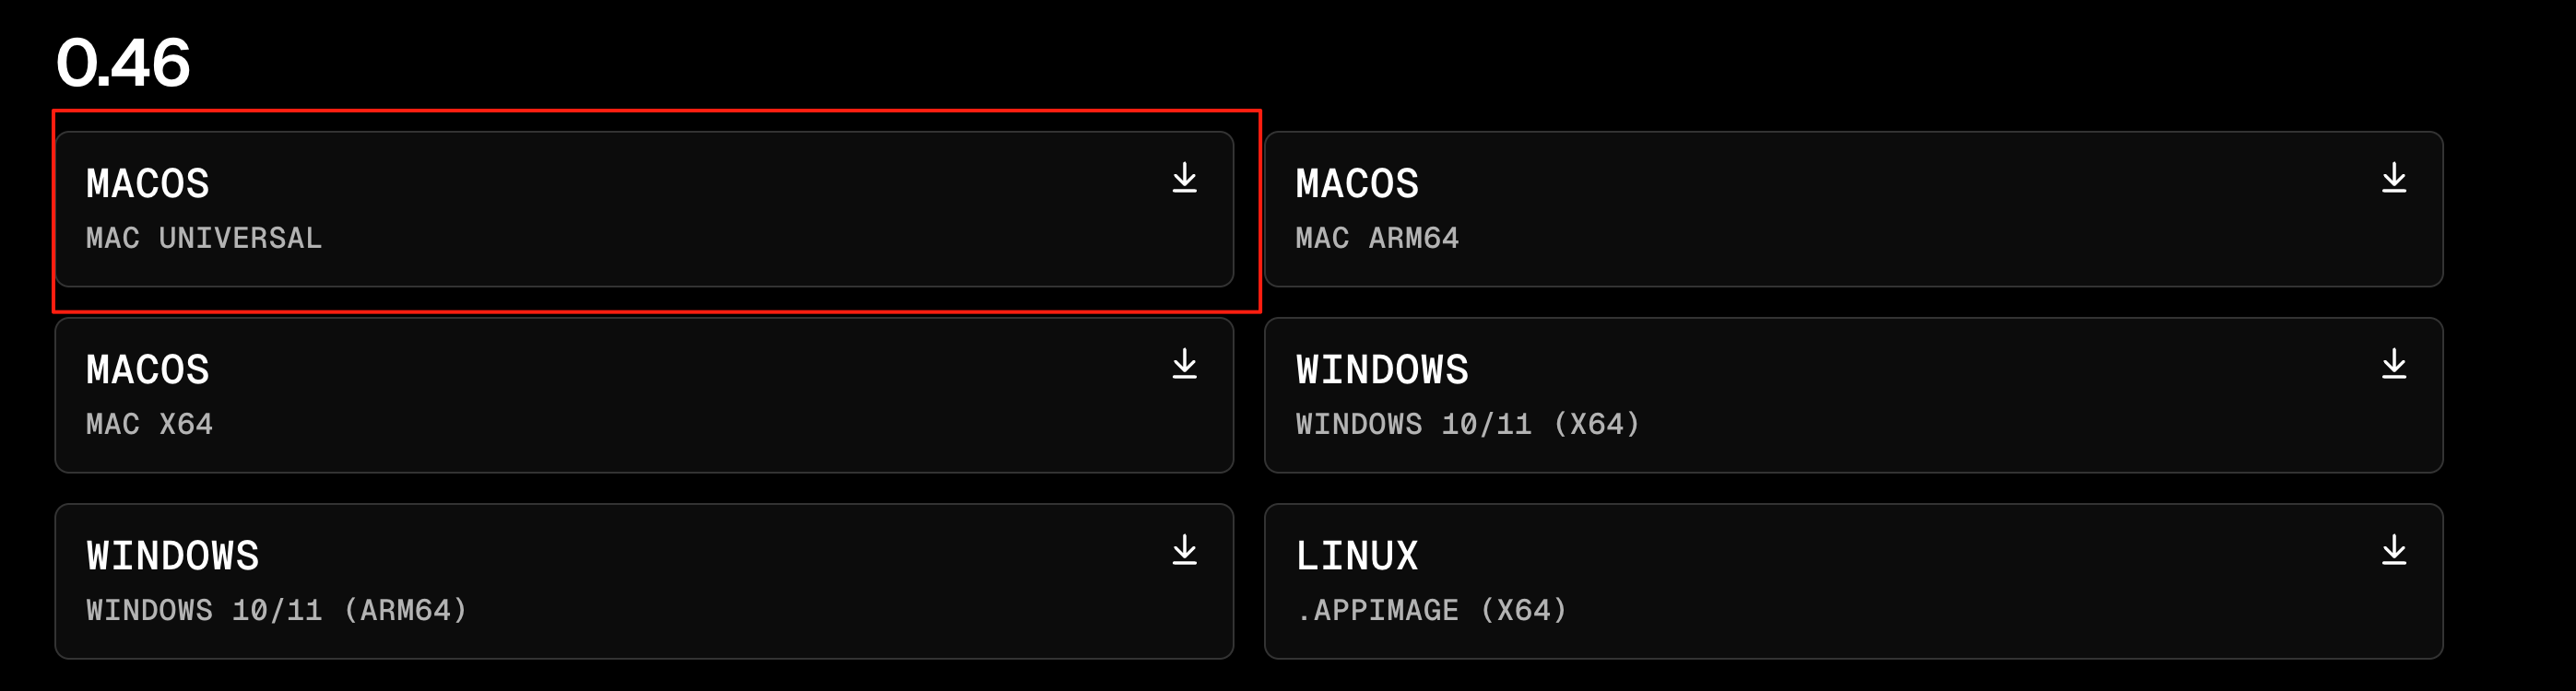 0.46
MACOS
MAC UNIVERSAL
MACOS
MAC ARM64
MACOS
MAC X64
WINDOWS
WINDOWS 10/11 (X64)
WINDOWS
WINDOWS 10/11 (ARM64)
LINUX
.APPIMAGE (X64)